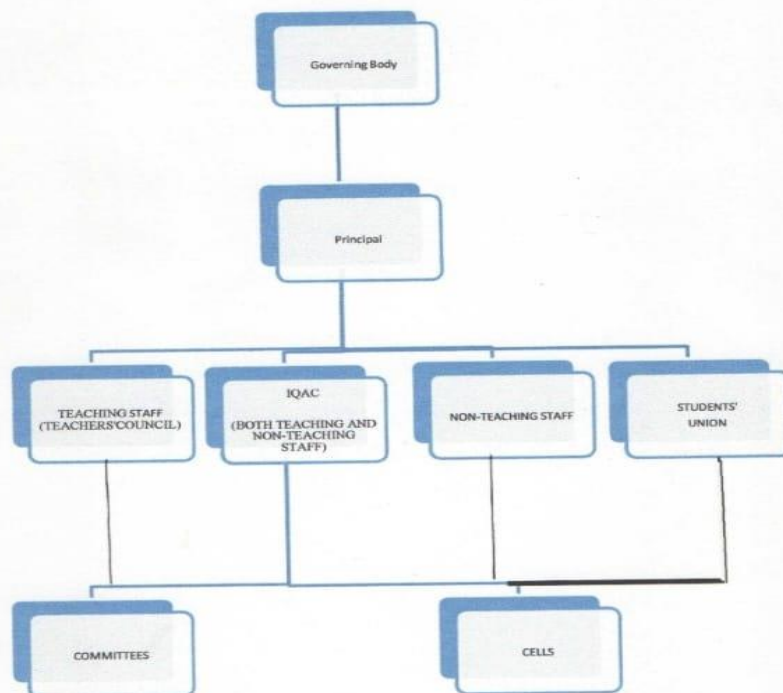 Governing Body
Principal
TEACHING STAFF
(TEACHERS'COUNCIL)
IQAC
(BOTH TEACHING AND
NON-TEACHING
STAFF)
NON-TEACHING STAFF
STUDENTS'
UNION
COMMITTEES
CELLS